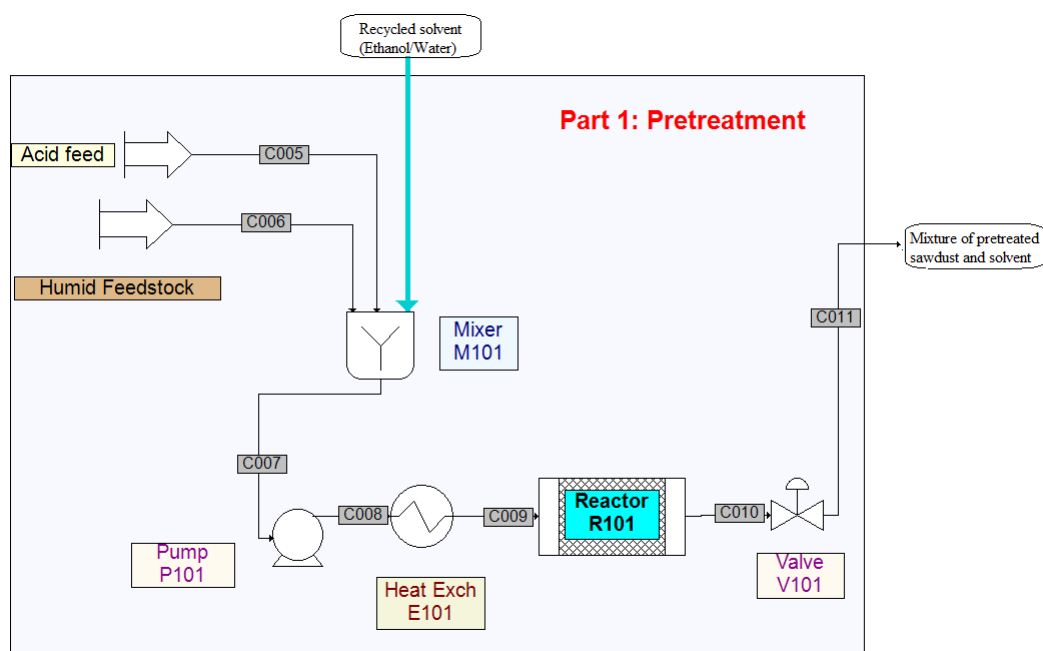 Recycled solvent
(Ethanol/Water)
Part 1: Pretreatment
Acid feed
C005
C006
Humid Feedstock
Mixture of pretreated
sawdust and solvent
C011
Mixer
M101
C007
C008
C009
Reactor
R101
C010
Pump
P101
Heat Exch
E101
Valve
V101